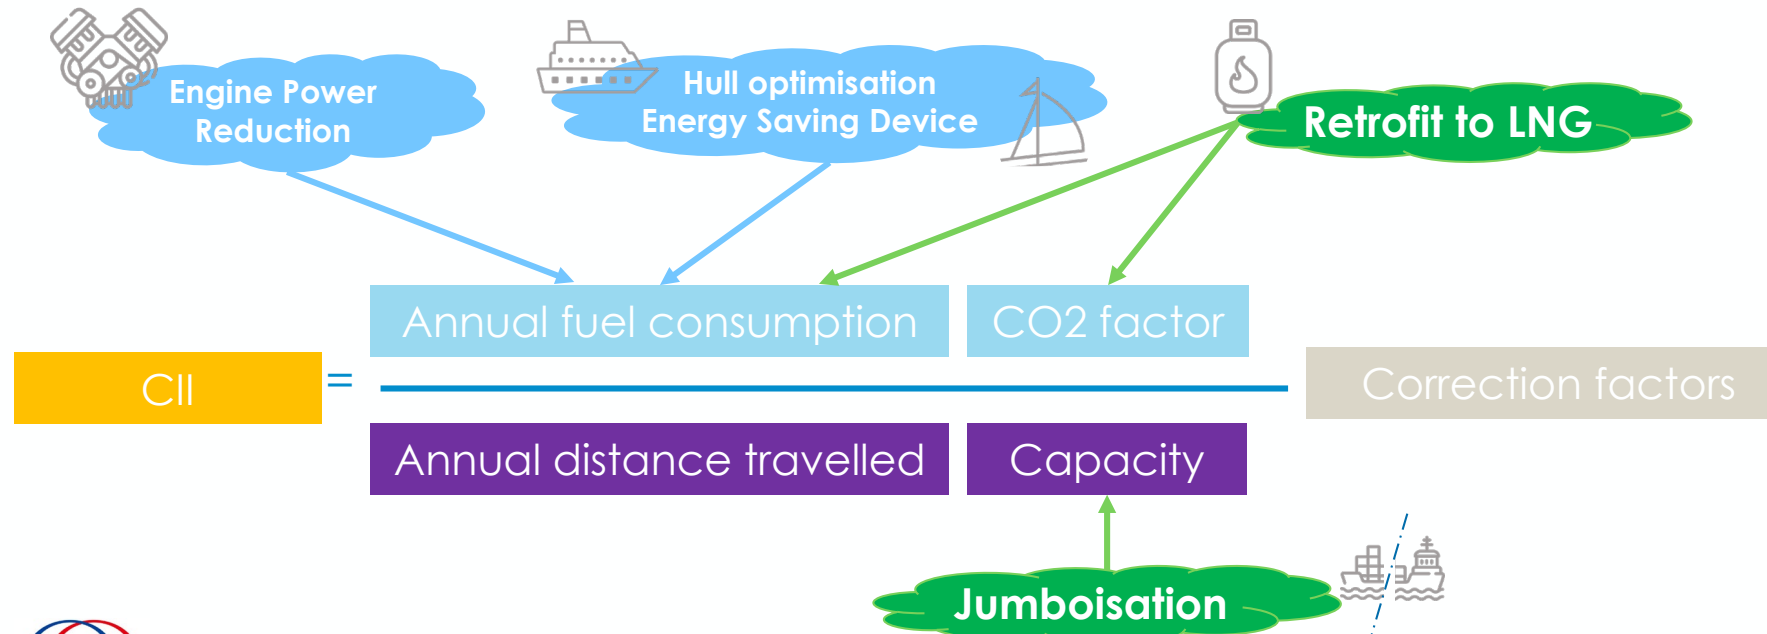 Engine Power
Reduction
Hull optimisation
Energy Saving Device
Retrofit to LNG
Annual fuel consumption
CO2 factor
CII
=
Correction factors
Annual distance travelled
Capacity
Jumboisation